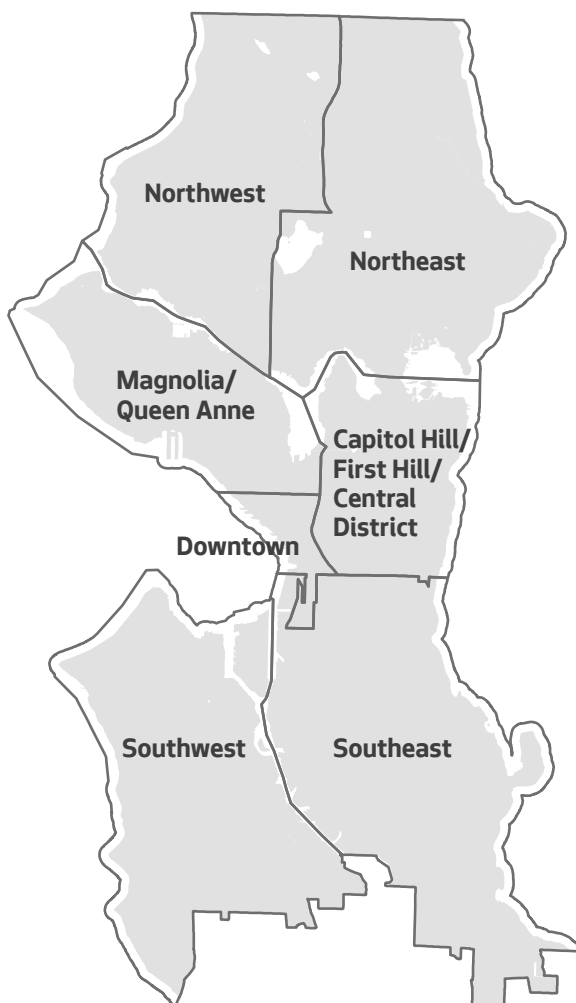 Northwest
Northeast
Magnolia/
Queen Anne
Capitol Hill/
First Hill/
Central
District
Downtown
Southwest
Southeast